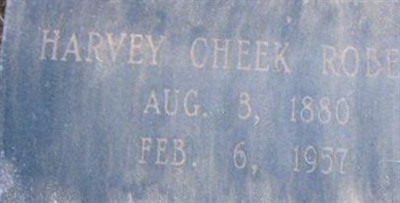 HARVEY CHEEK ROBE
AUG. 3, 1880
FEB. 6, 1957